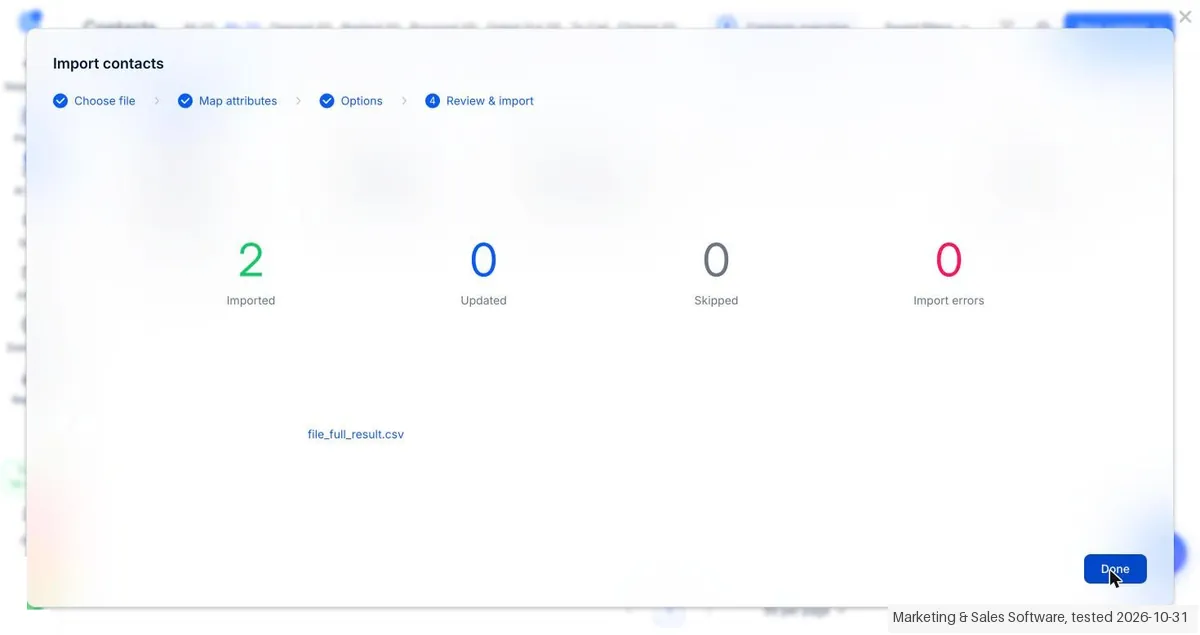 Contacts
Import contacts
Choose file
Map attributes
Options
4 Review & import
2
Imported
0
Updated
0
Skipped
0
Import errors
file_full_result.csv
Done
Marketing & Sales Software, tested 2026-10-31